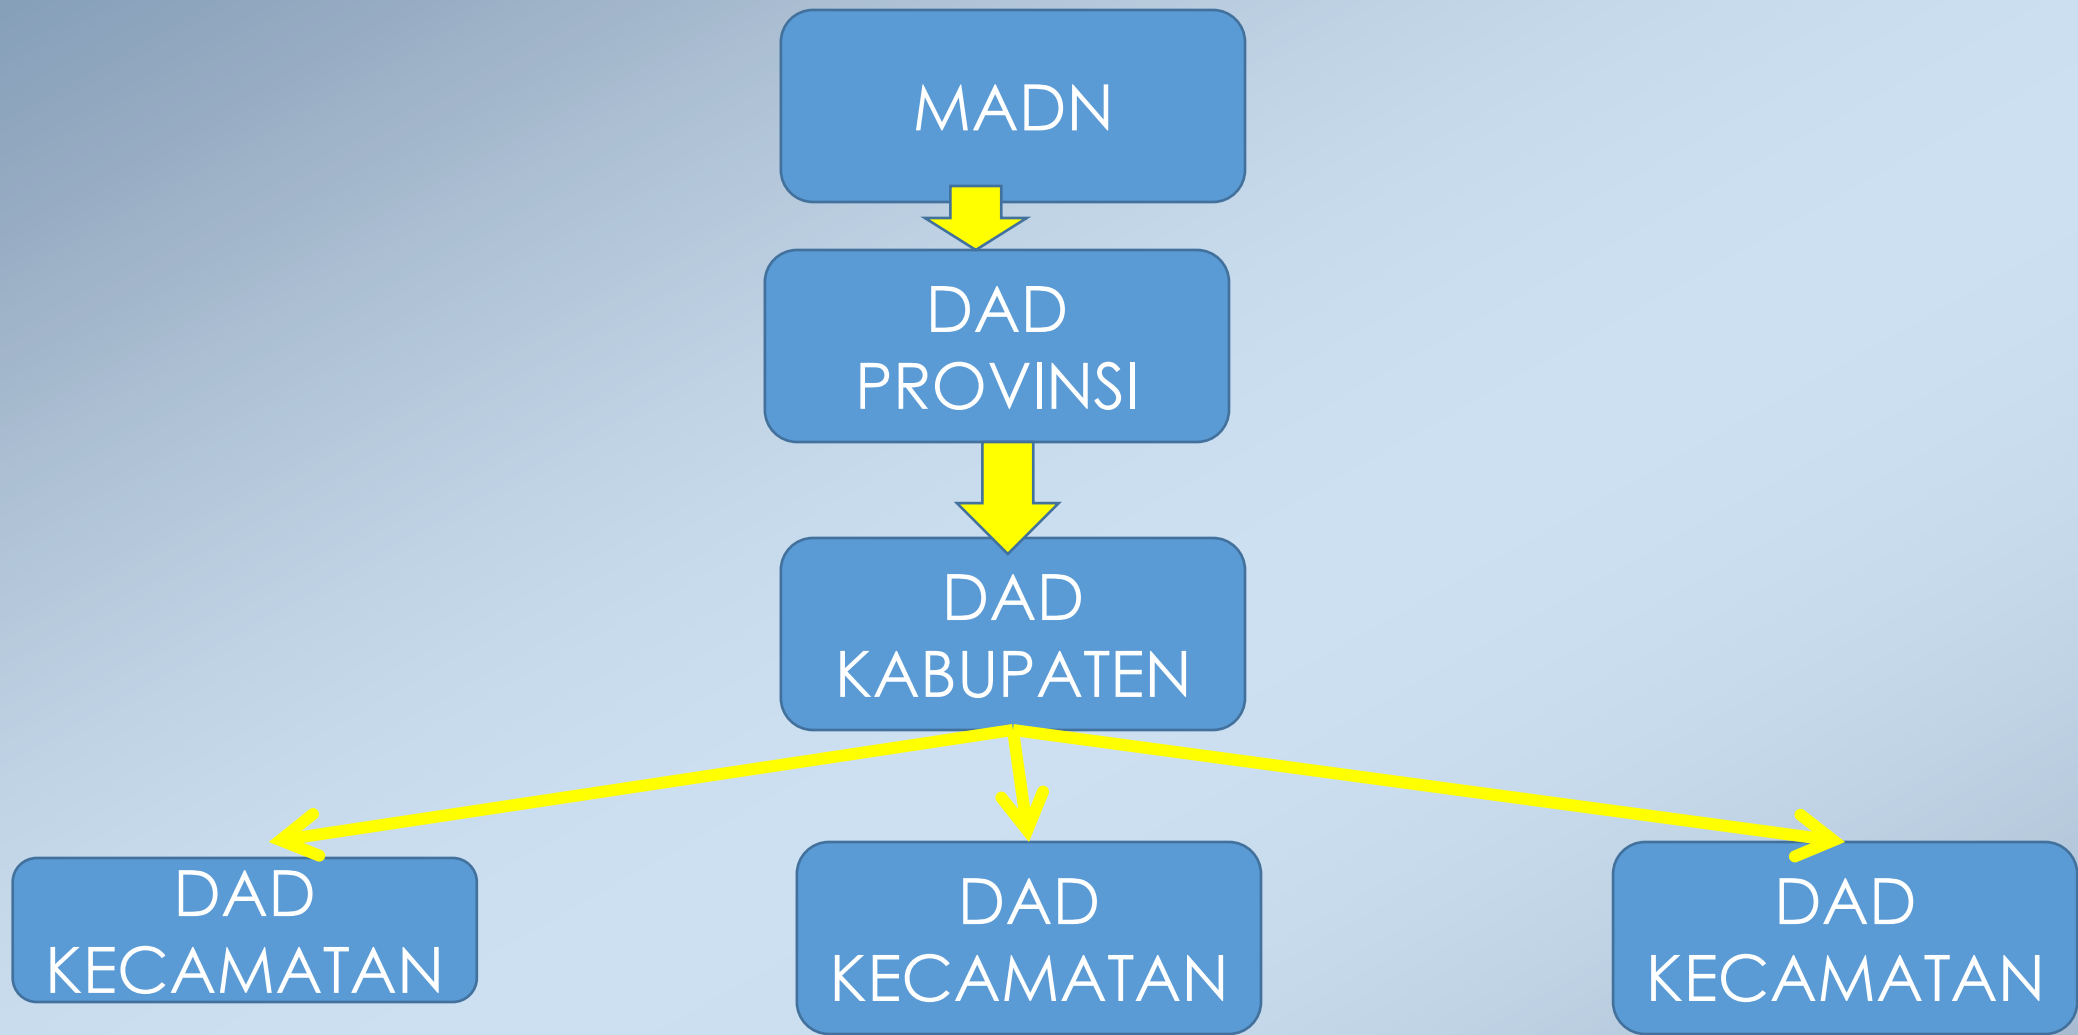 MADN
DAD
PROVINSI
DAD
KABUPATEN
DAD
KECAMATAN
DAD
KECAMATAN
DAD
KECAMATAN